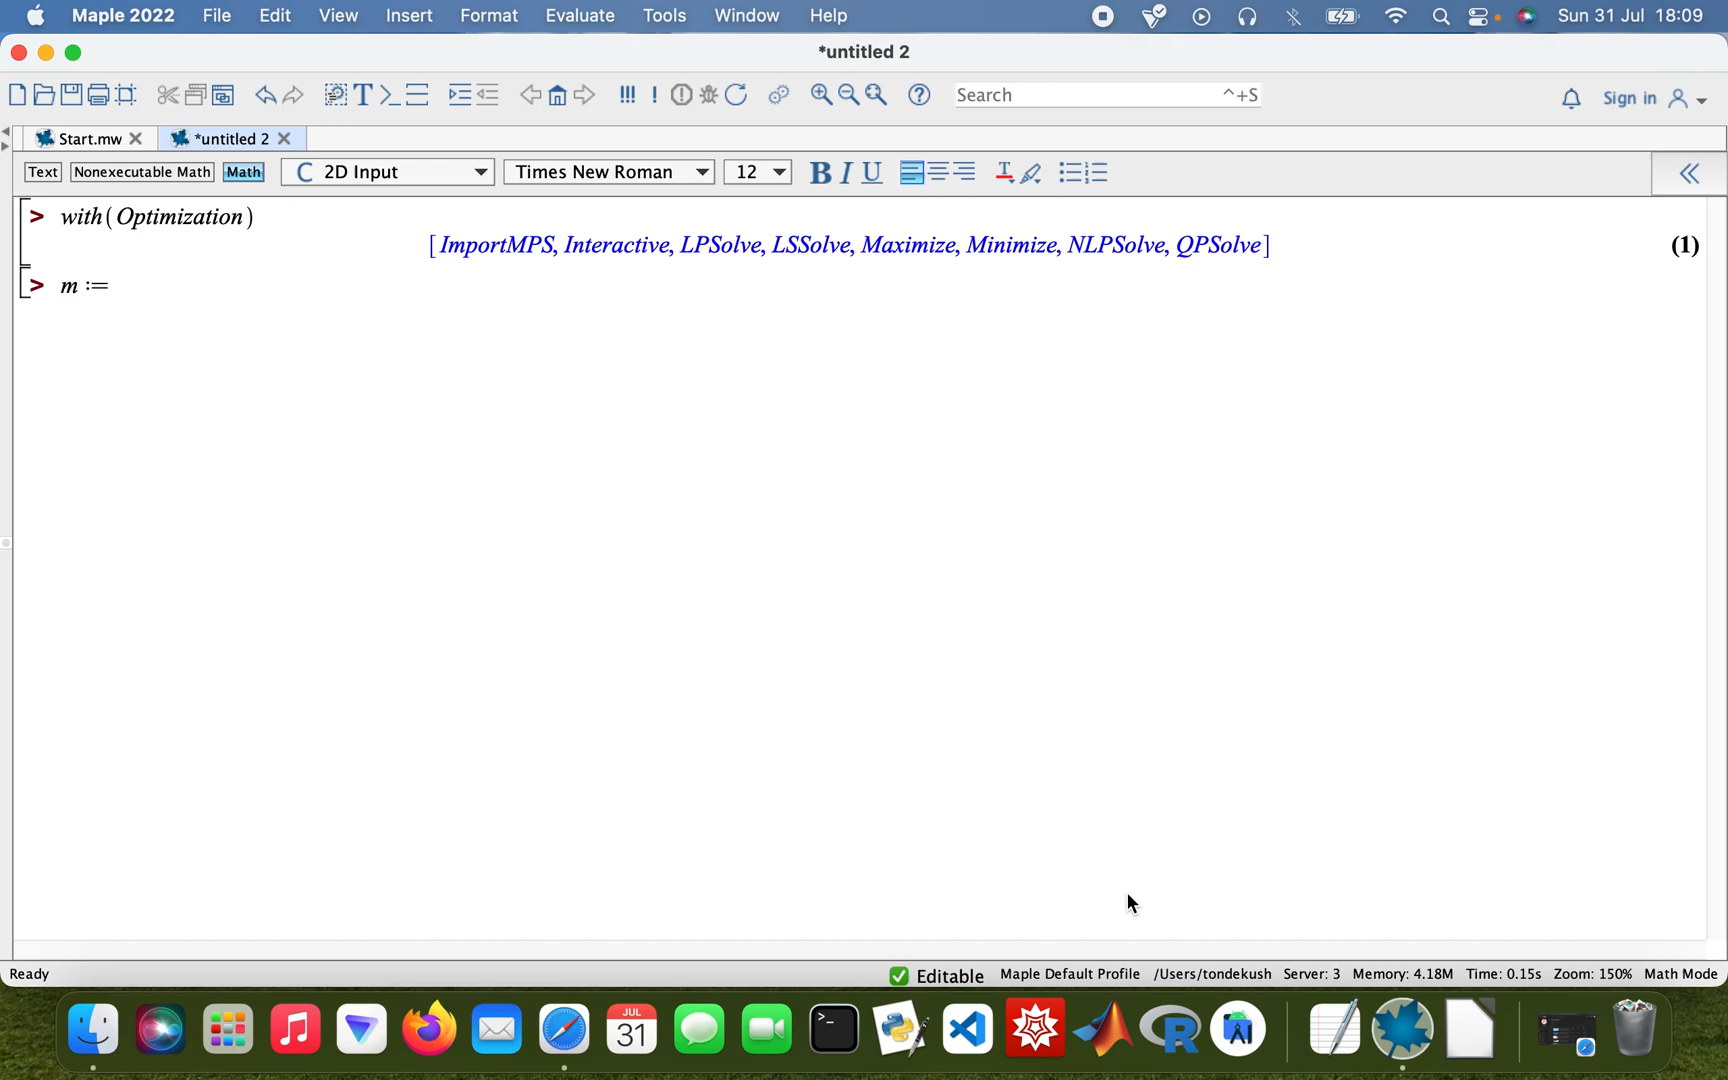 Maple 2022 File Edit View Insert Format Evaluate Tools Window Help Sun 31 Jul 18:09
*untitled 2
Search ^+S Sign in
Start.mw *untitled 2
Text Nonexecutable Math Math C 2D Input Times New Roman 12 B I U
> with(Optimization)
[ImportMPS, Interactive, LPSolve, LSSolve, Maximize, Minimize, NLPSolve, QPSolve] (1)
> m :=
Ready Editable Maple Default Profile /Users/tondekush Server: 3 Memory: 4.18M Time: 0.15s Zoom: 150% Math Mode
JUL
31